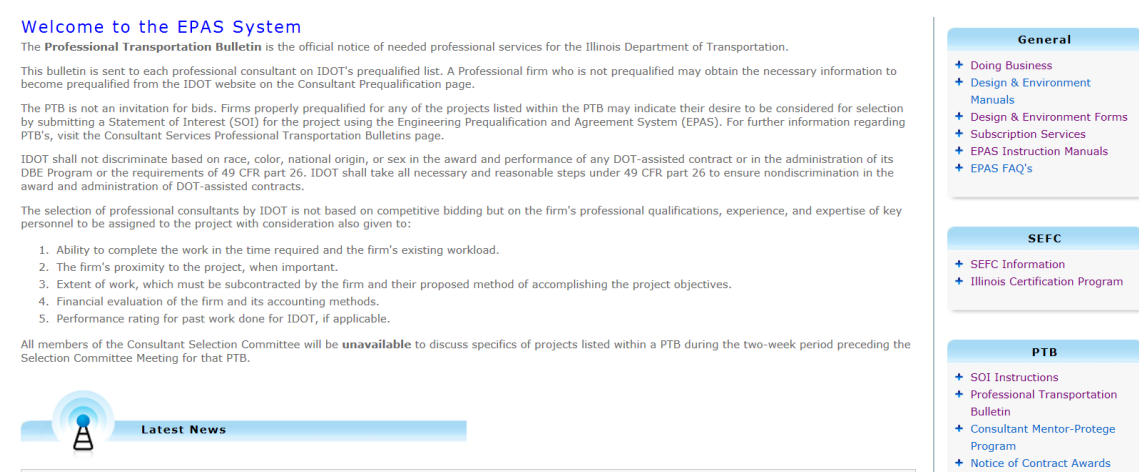 Welcome to the EPAS System
The Professional Transportation Bulletin is the official notice of needed professional services for the Illinois Department of Transportation.
This bulletin is sent to each professional consultant on IDOT's prequalified list. A Professional firm who is not prequalified may obtain the necessary information to
become prequalified from the IDOT website on the Consultant Prequalification page.
The PTB is not an invitation for bids. Firms properly prequalified for any of the projects listed within the PTB may indicate their desire to be considered for selection
by submitting a Statement of Interest (SOI) for the project using the Engineering Prequalification and Agreement System (EPAS). For further information regarding
PTB's, visit the Consultant Services Professional Transportation Bulletins page.
IDOT shall not discriminate based on race, color, national origin, or sex in the award and performance of any DOT-assisted contract or in the administration of its
DBE Program or the requirements of 49 CFR part 26. IDOT shall take all necessary and reasonable steps under 49 CFR part 26 to ensure nondiscrimination in the
award and administration of DOT-assisted contracts.
The selection of professional consultants by IDOT is not based on competitive bidding but on the firm's professional qualifications, experience, and expertise of key
personnel to be assigned to the project with consideration also given to:
1. Ability to complete the work in the time required and the firm's existing workload.
2. The firm's proximity to the project, when important.
3. Extent of work, which must be subcontracted by the firm and their proposed method of accomplishing the project objectives.
4. Financial evaluation of the firm and its accounting methods.
5. Performance rating for past work done for IDOT, if applicable.
All members of the Consultant Selection Committee will be unavailable to discuss specifics of projects listed within a PTB during the two-week period preceding the
Selection Committee Meeting for that PTB.
Latest News
General
Doing Business
Design & Environment
Manuals
Design & Environment Forms
Subscription Services
EPAS Instruction Manuals
EPAS FAQ's
SEFC
SEFC Information
Illinois Certification Program
PTB
SOI Instructions
Professional Transportation
Bulletin
Consultant Mentor-Protege
Program
Notice of Contract Awards